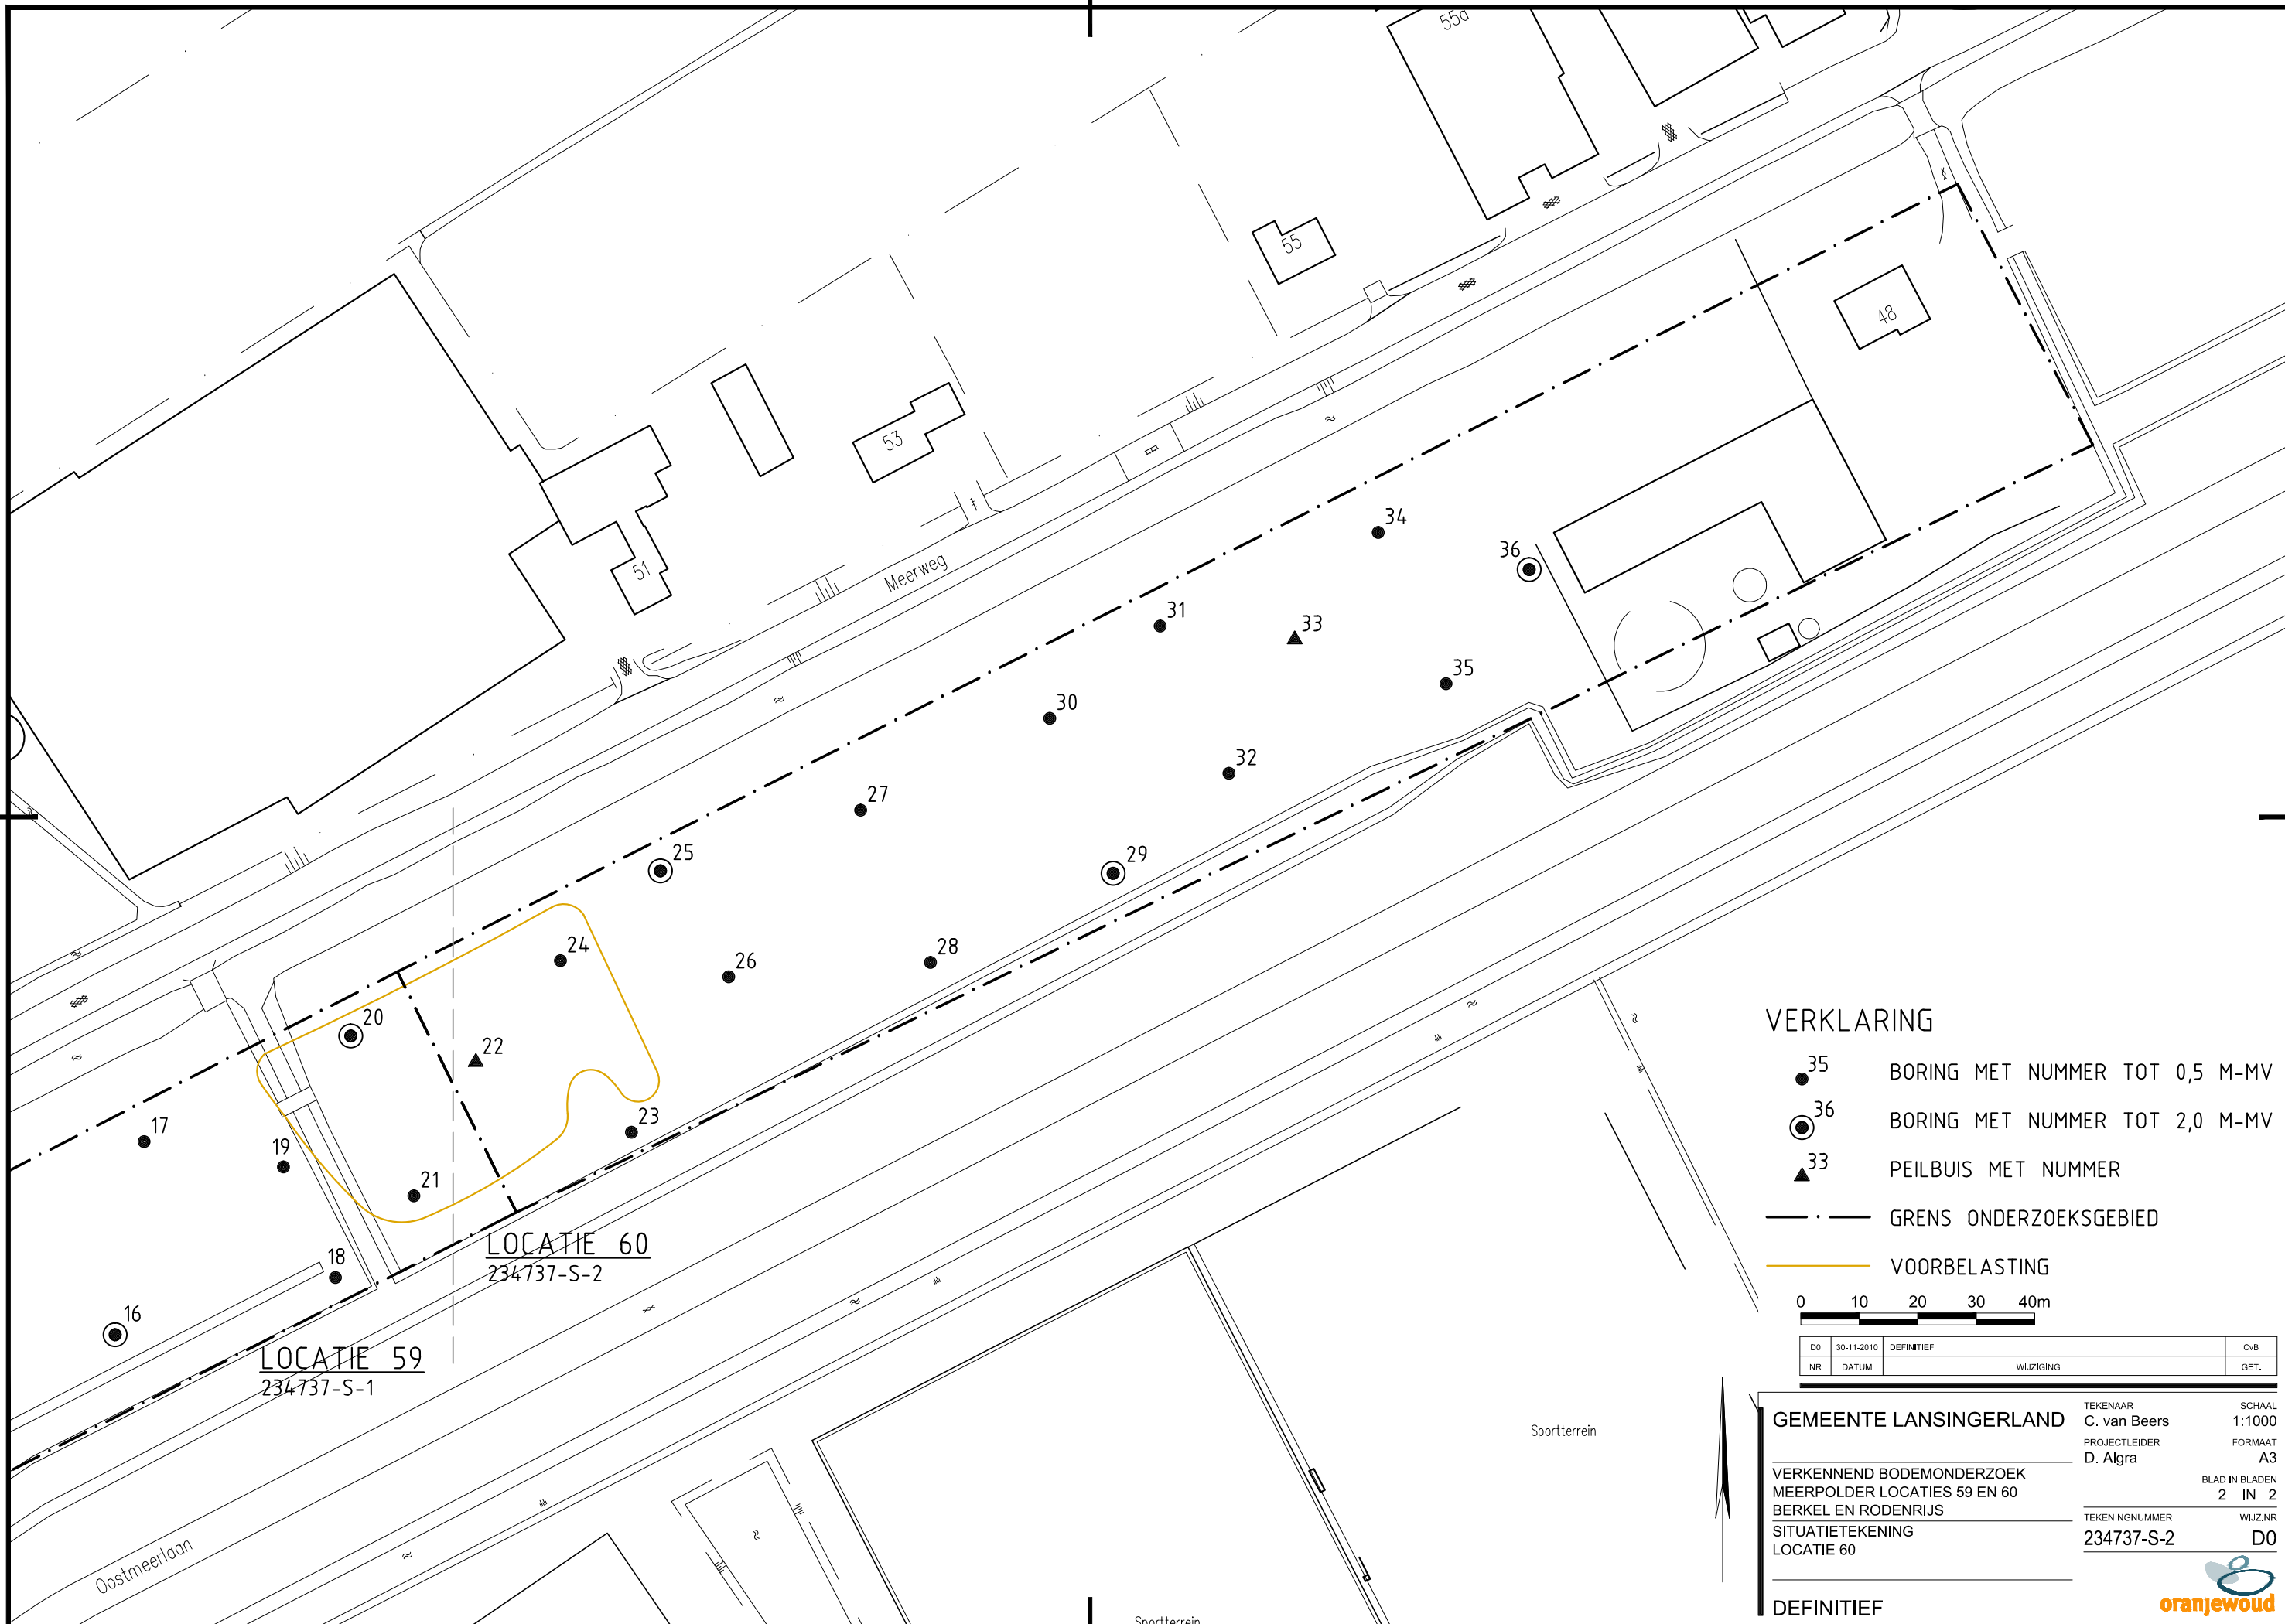 55a
55
48
53
51
Meerweg
34
36
31
33
35
30
32
27
25
29
24
26
28
20
22
23
17
19
21
18
16
LOCATIE 60
234737-S-2
LOCATIE 59
234737-S-1
Oostmeerlaan
Sportterrein
Sportterrein
VERKLARING
35 BORING MET NUMMER TOT 0,5 M-MV
36 BORING MET NUMMER TOT 2,0 M-MV
33 PEILBUIS MET NUMMER
GRENS ONDERZOEKSGEBIED
VOORBELASTING
0 10 20 30 40m
D0 30-11-2010 DEFINITIEF CvB
NR DATUM WIJZIGING GET.
GEMEENTE LANSINGERLAND
TEKENAAR SCHAAL
C. van Beers 1:1000
PROJECTLEIDER FORMAAT
D. Algra A3
VERKENNEND BODEMONDERZOEK
MEERPOLDER LOCATIES 59 EN 60
BERKEL EN RODENRIJS
BLAD IN BLADEN
2 IN 2
SITUATIETEKENING
LOCATIE 60
TEKENINGNUMMER WIJZ.NR
234737-S-2 D0
DEFINITIEF
oranjewoud